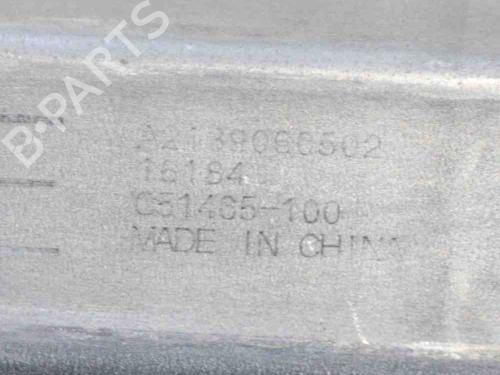 B-PARTS
A2139066502
16184
C51465-100
MADE IN CHINA